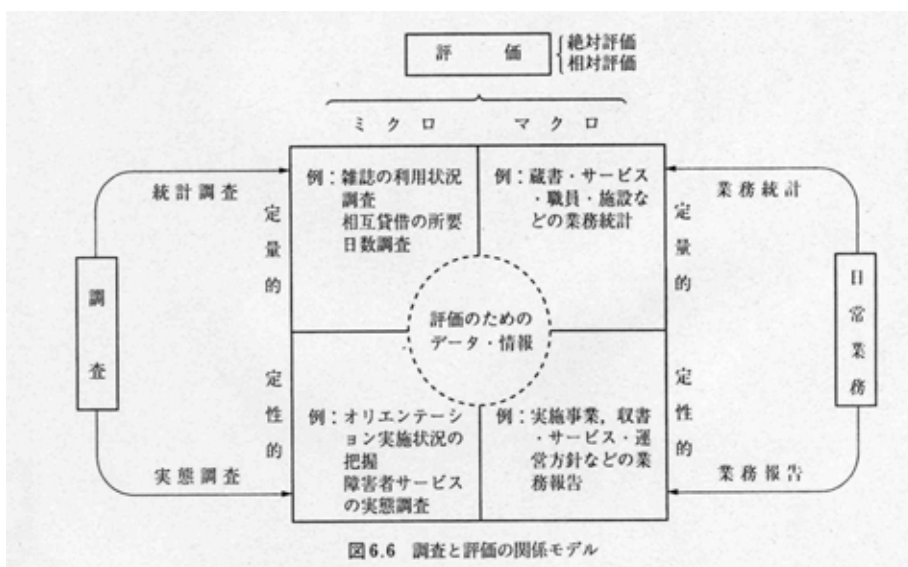 評価
絶対評価
相対評価
ミクロ
マクロ
統計調査
定量的
例：雑誌の利用状況
調査
相互貸借の所要
日数調査
例：蔵書・サービス
・職員・施設な
どの業務統計
定量的
業務統計
調査
評価のための
データ・情報
日常業務
定性的
例：オリエンテーシ
ョン実施状況の
把握
障害者サービス
の実態調査
例：実施事業，収書
・サービス・運
営方針などの業
務報告
定性的
実態調査
業務報告
図6.6 調査と評価の関係モデル